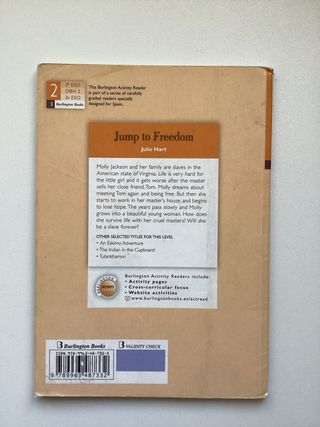 2
2º ESO
DBH 2
2n ESO
Burlington Books
This Burlington Activity Reader
is part of a series of carefully
graded readers specially
designed for Spain.
Jump to Freedom
Julie Hart
Molly Jackson and her family are slaves in the
American state of Virginia. Life is very hard for
the little girl and it gets worse after the master
sells her close friend, Tom. Molly dreams about
meeting Tom again and being free. But then she
starts to work in her master's house and begins
to lose hope. The years pass slowly and Molly
grows into a beautiful young woman. How does
she survive life with her cruel masters? Will she
be a slave forever!
OTHER SELECTED TITLES FOR THIS LEVEL
• An Eskimo Adventure
• The Indian in the Cupboard
• Tutankhamun
Burlington Activity Readers include:
• Activity pages
• Cross-curricular focus
• Website activities
www.burlingtonbooks.es/actread
B Burlington Books
B VALIDITY CHECK
9789963487332